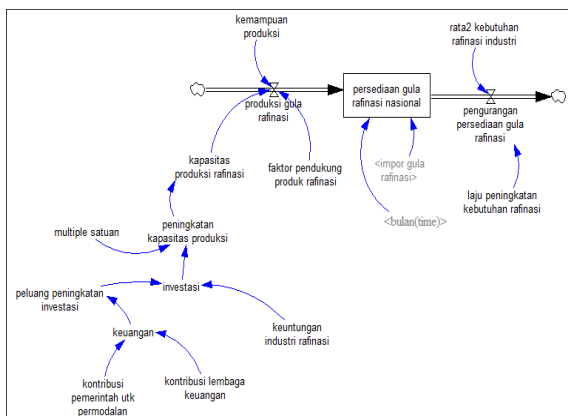 kemampuan
produksi
rata2 kebutuhan
rafinasi industri
produksi gula
rafinasi
persediaan gula
rafinasi nasional
pengurangan
persediaan gula
rafinasi
kapasitas
produksi rafinasi
faktor pendukung
produk rafinasi
<impor gula
rafinasi>
laju peningkatan
kebutuhan rafinasi
<bulan(time)>
multiple satuan
peningkatan
kapasitas produksi
peluang peningkatan
investasi
investasi
keuangan
keuntungan
industri rafinasi
kontribusi
pemerintah utk
permodalan
kontribusi lembaga
keuangan